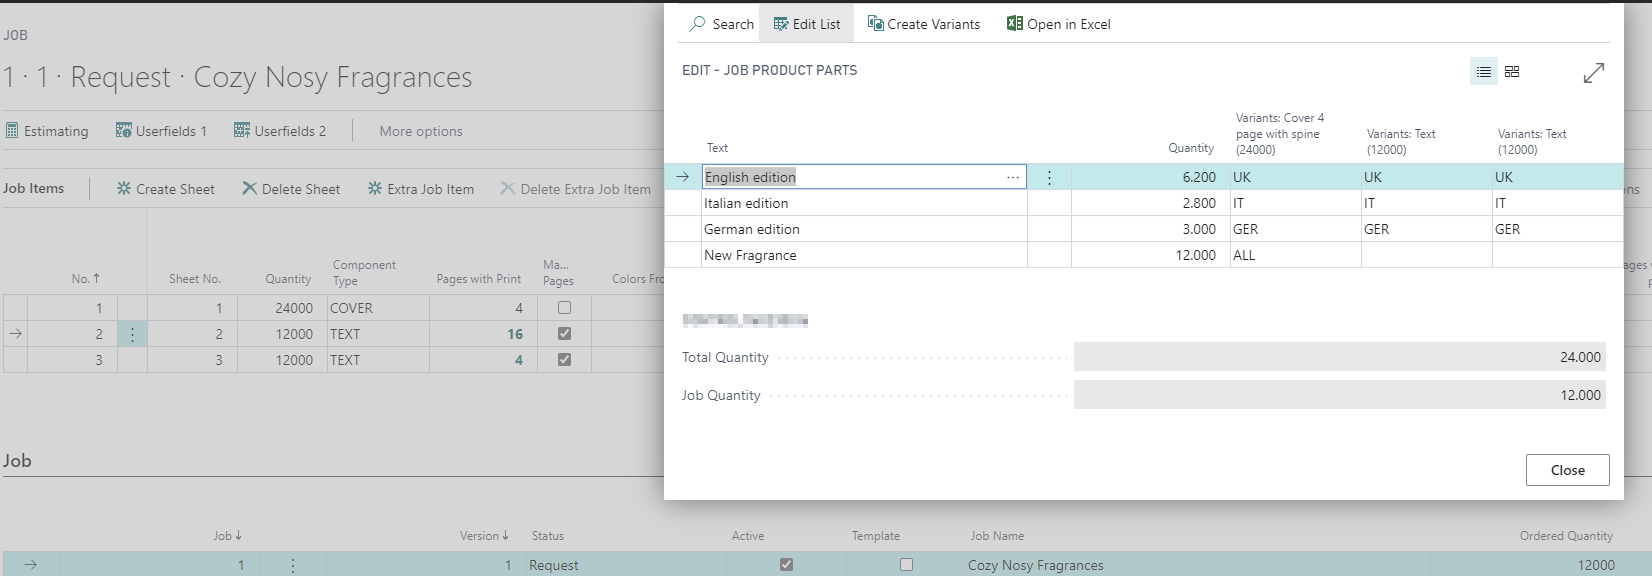 JOB
1 · 1 · Request · Cozy Nosy Fragrances
Estimating Userfields 1 Userfields 2 More options
Job Items Create Sheet Delete Sheet Extra Job Item Delete Extra Job Item
No. ↑ Sheet No. Quantity Component Type Pages with Print Ma... Pages Colors Fro
1 1 24000 COVER 4
2 2 12000 TEXT 16
3 3 12000 TEXT 4
Search Edit List Create Variants Open in Excel
EDIT - JOB PRODUCT PARTS
Text Quantity Variants: Cover 4 page with spine (24000) Variants: Text (12000) Variants: Text (12000)
English edition ... 6.200 UK UK UK
Italian edition 2.800 IT IT IT
German edition 3.000 GER GER GER
New Fragrance 12.000 ALL
Total Quantity 24.000
Job Quantity 12.000
Close
Job
Job ↓ Version ↓ Status Active Template Job Name Ordered Quantity
1 1 Request Cozy Nosy Fragrances 12000